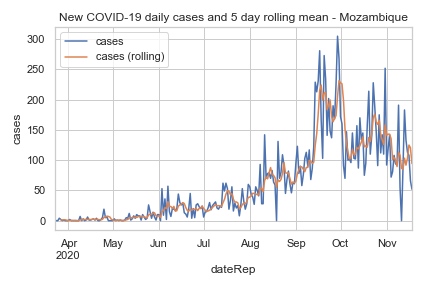 New COVID-19 daily cases and 5 day rolling mean - Mozambique
cases
cases (rolling)
cases
300
250
200
150
100
50
0
Apr May Jun Jul Aug Sep Oct Nov
2020
dateRep